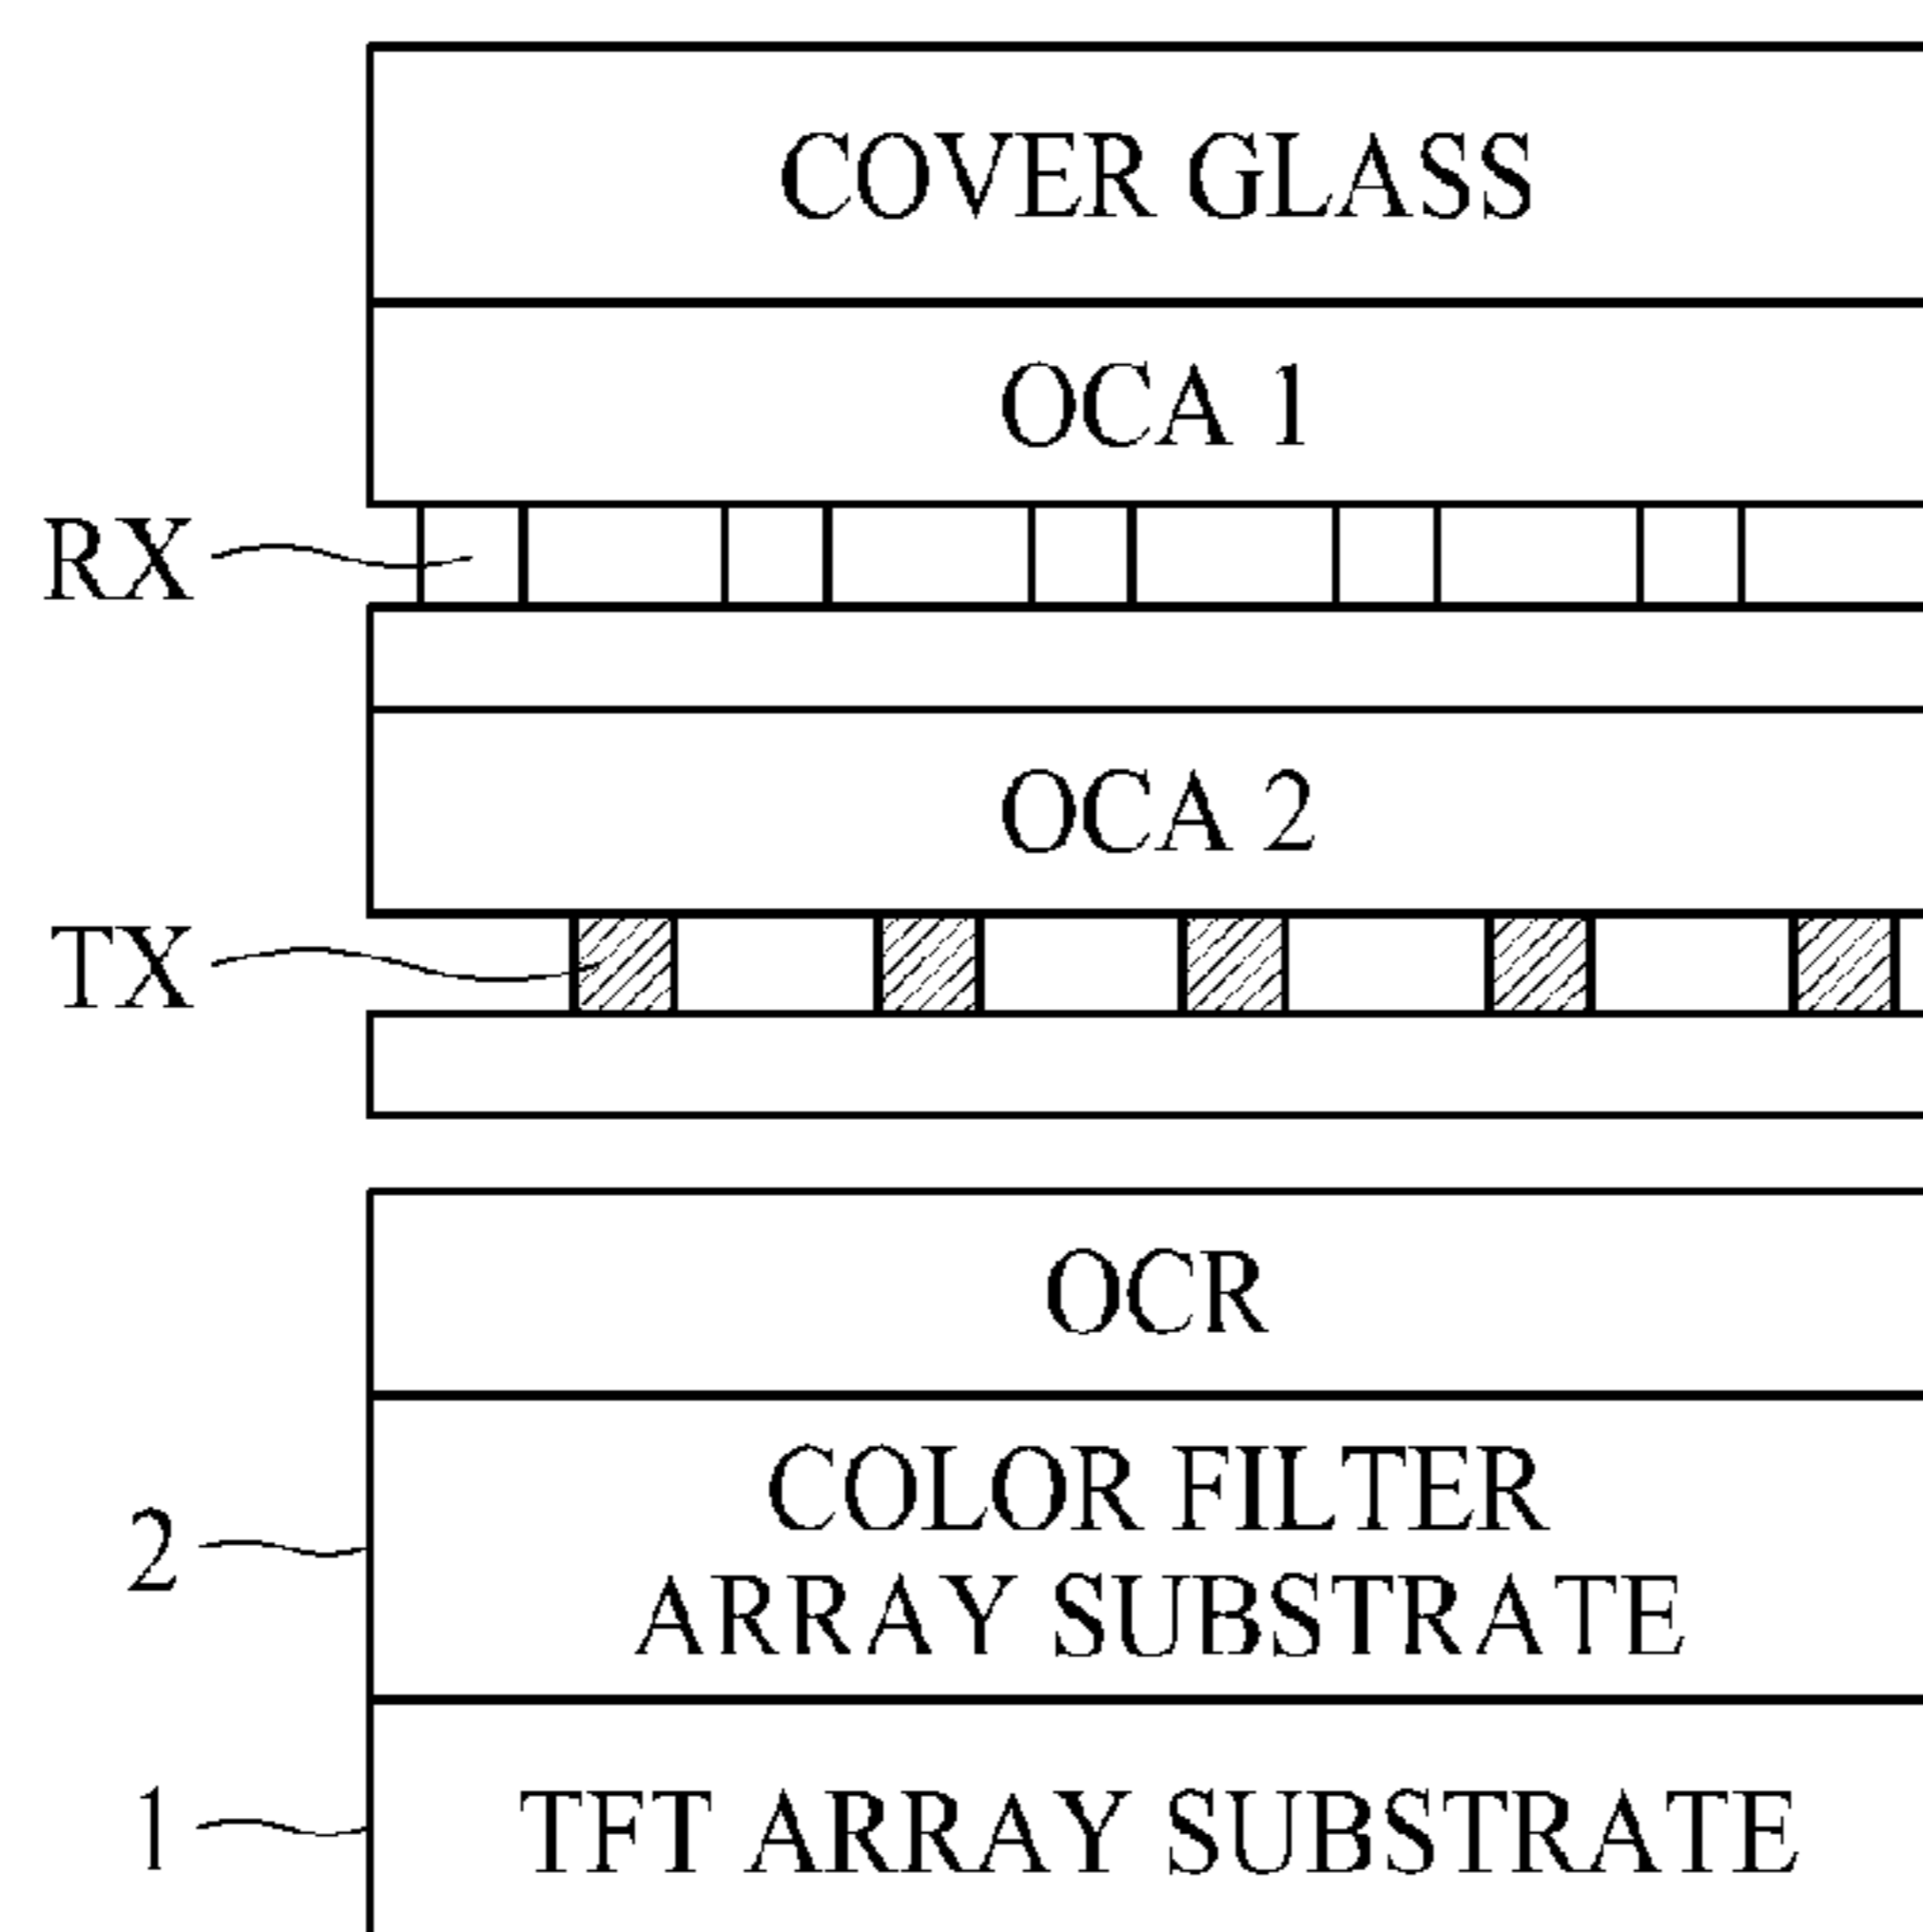 COVER GLASS
OCA 1
RX
OCA 2
TX
OCR
2
COLOR FILTER
ARRAY SUBSTRATE
1
TFT ARRAY SUBSTRATE